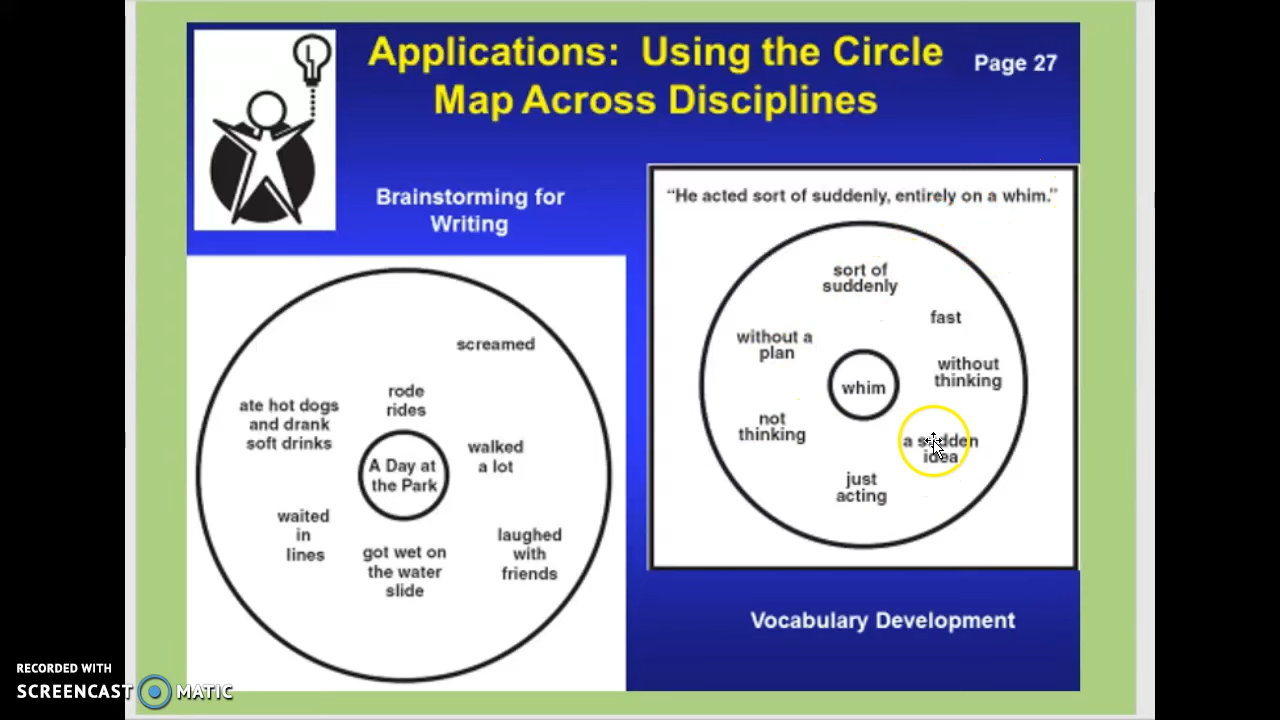 Applications: Using the Circle
Map Across Disciplines
Page 27
Brainstorming for
Writing
screamed
rode
rides
ate hot dogs
and drank
soft drinks
walked
a lot
A Day at
the Park
waited
in
lines
got wet on
the water
slide
laughed
with
friends
"He acted sort of suddenly, entirely on a whim."
sort of
suddenly
fast
without a
plan
without
thinking
whim
not
thinking
a sudden
idea
just
acting
Vocabulary Development
RECORDED WITH
SCREENCAST MATIC